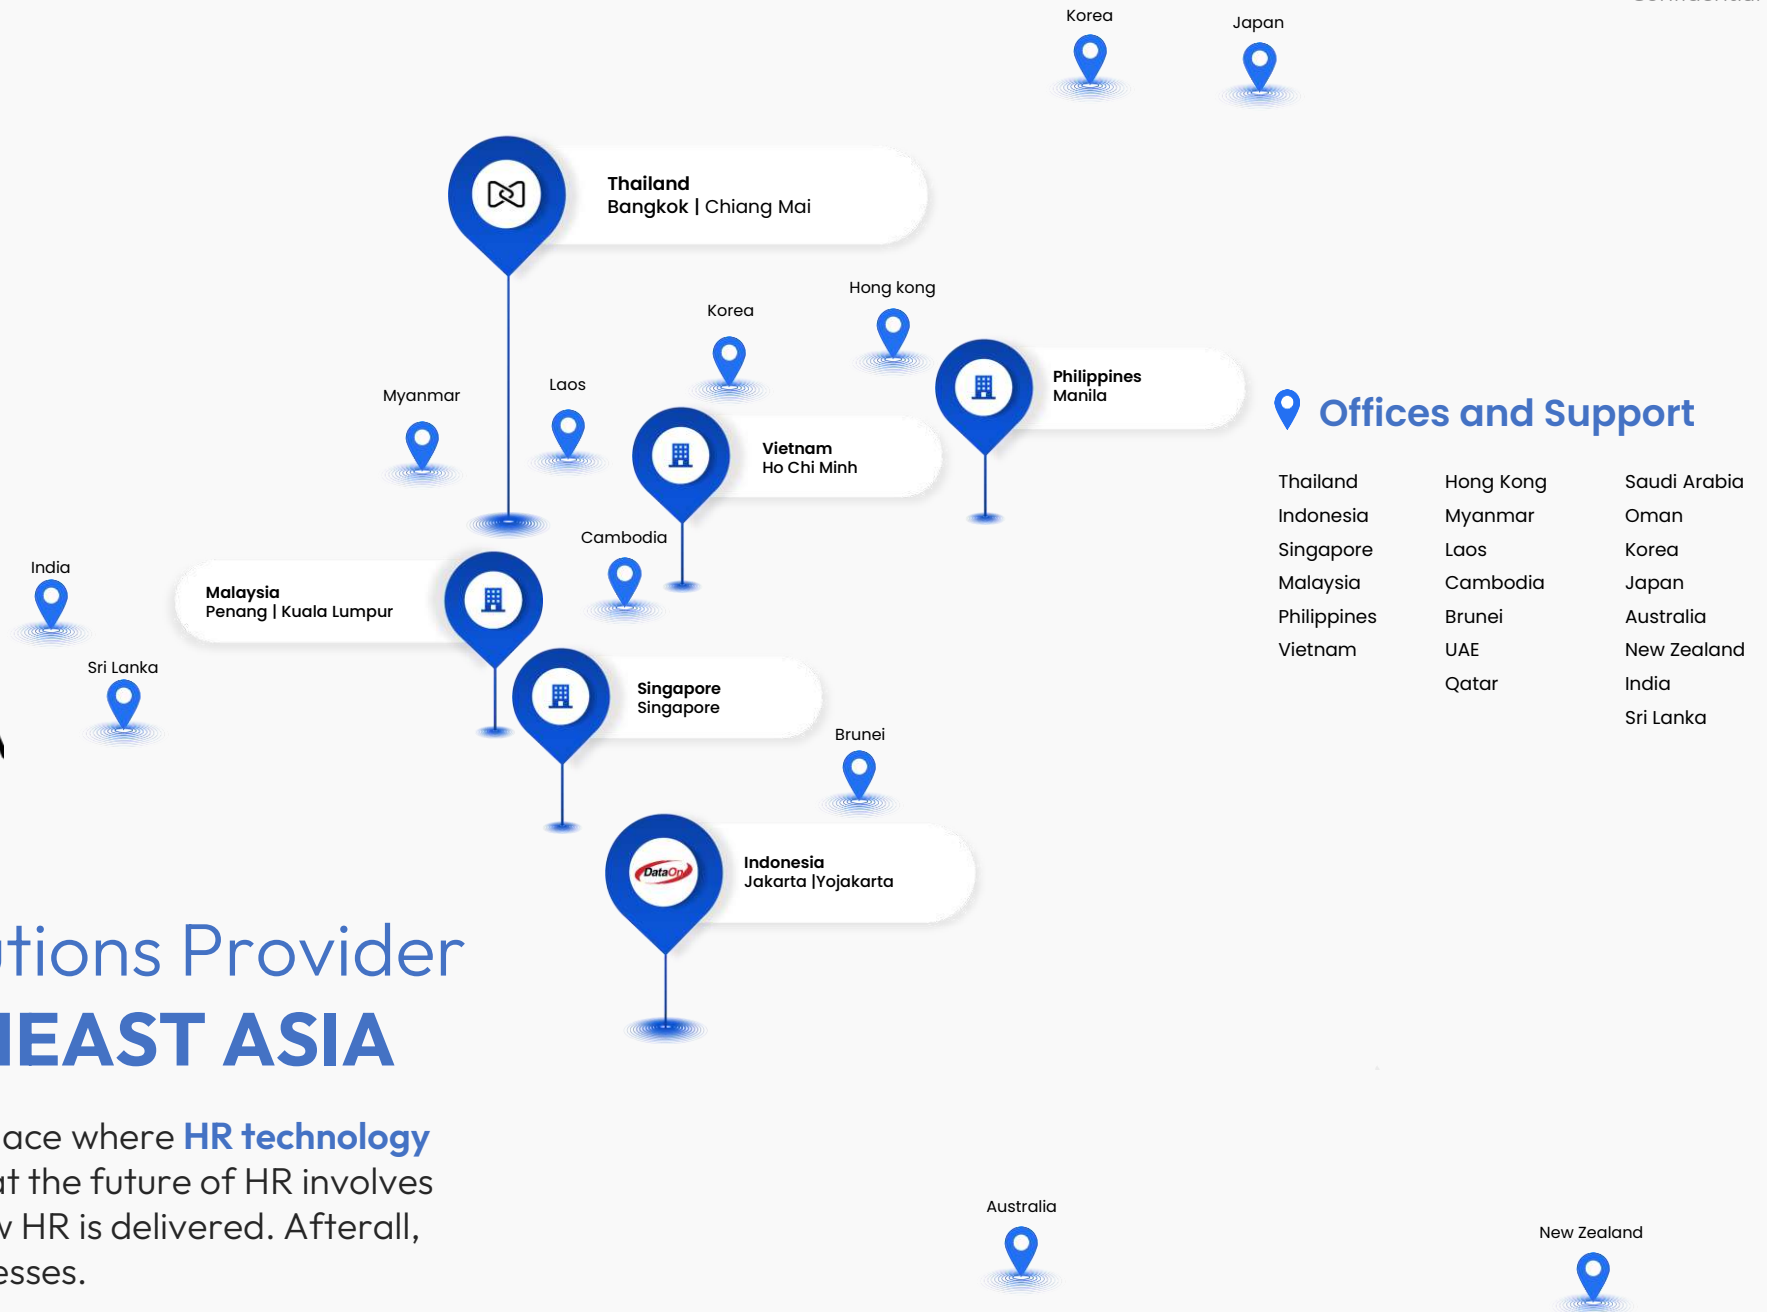 Korea
Japan
Thailand
Bangkok | Chiang Mai
Hong kong
Korea
Philippines
Manila
Laos
Myanmar
Vietnam
Ho Chi Minh
Cambodia
India
Malaysia
Penang | Kuala Lumpur
Sri Lanka
Singapore
Singapore
Brunei
DataOn
Indonesia
Jakarta |Yojakarta
Offices and Support
Thailand
Indonesia
Singapore
Malaysia
Philippines
Vietnam
Hong Kong
Myanmar
Laos
Cambodia
Brunei
UAE
Qatar
Saudi Arabia
Oman
Korea
Japan
Australia
New Zealand
India
Sri Lanka
utions Provider
HEAST ASIA
ace where HR technology
at the future of HR involves
w HR is delivered. Afterall,
esses.
Australia
New Zealand